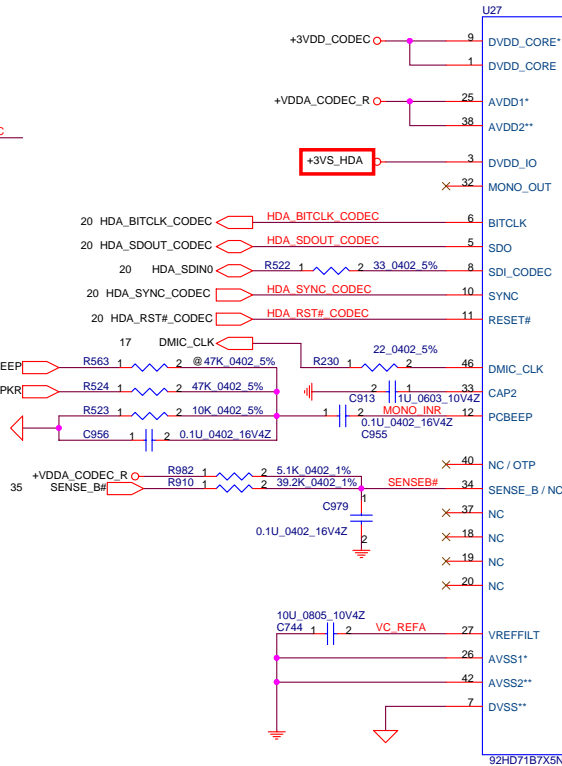 U27
+3VDD_CODEC 9 DVDD_CORE*
1 DVDD_CORE
+VDDA_CODEC_R 25 AVDD1*
38 AVDD2**
C
+3VS_HDA 3 DVDD_IO
32 MONO_OUT
20 HDA_BITCLK_CODEC HDA_BITCLK_CODEC 6 BITCLK
20 HDA_SDOUT_CODEC HDA_SDOUT_CODEC 5 SDO
20 HDA_SDIN0 R522 1 2 33_0402_5% 8 SDI_CODEC
20 HDA_SYNC_CODEC HDA_SYNC_CODEC 10 SYNC
20 HDA_RST#_CODEC HDA_RST#_CODEC 11 RESET#
17 DMIC_CLK
EEP R563 1 2 @47K_0402_5% R230 1 2 22_0402_5% 46 DMIC_CLK
PKR R524 1 2 47K_0402_5% C913 2 1 1U_0603_10V4Z 33 CAP2
R523 1 2 10K_0402_5% 1 2 MONO_INR 12 PCBEEP
0.1U_0402_16V4Z
C955
C956 1 2 0.1U_0402_16V4Z
40 NC / OTP
+VDDA_CODEC_R R982 1 2 5.1K_0402_1%
35 SENSE_B# R910 1 2 39.2K_0402_1% SENSEB# 34 SENSE_B / NC
37 NC
C979 1
0.1U_0402_16V4Z
2
18 NC
19 NC
20 NC
10U_0805_10V4Z
C744 1 2 VC_REFA 27 VREFFILT
26 AVSS1*
42 AVSS2**
7 DVSS**
92HD71B7X5N